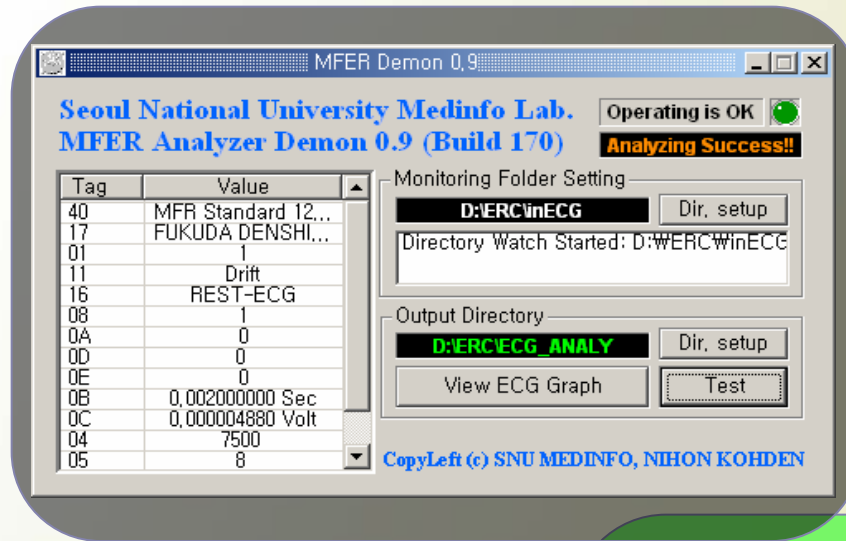 MFER Demon 0,9
Seoul National University Medinfo Lab.
MFER Analyzer Demon 0.9 (Build 170)
Operating is OK
Analyzing Success!!
Tag Value
40 MFR Standard 12,,,
17 FUKUDA DENSHI,,,
01 1
11 Drift
16 REST-ECG
08 1
0A 0
0D 0
0E 0
0B 0,002000000 Sec
0C 0,000004880 Volt
04 7500
05 8
Monitoring Folder Setting
D:\ERC\inECG
Dir, setup
Directory Watch Started: D:₩ERC₩inECG
Output Directory
D:\ERC\ECG_ANALY
Dir, setup
View ECG Graph
Test
CopyLeft (c) SNU MEDINFO, NIHON KOHDEN